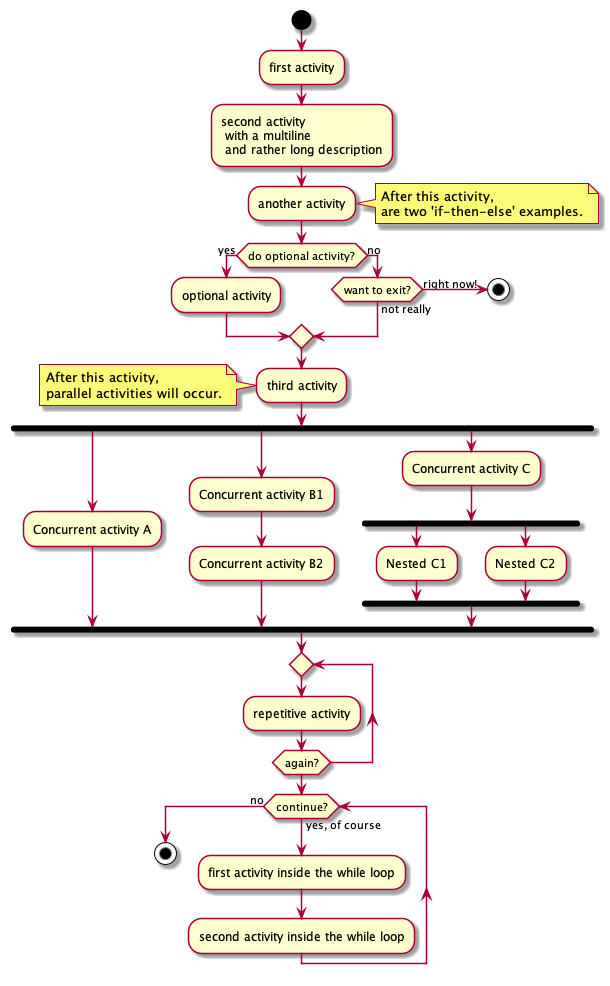 first activity
second activity
with a multiline
and rather long description
another activity
After this activity,
are two 'if-then-else' examples.
yes
do optional activity?
no
optional activity
want to exit?
right now!
not really
After this activity,
parallel activities will occur.
third activity
Concurrent activity A
Concurrent activity B1
Concurrent activity B2
Concurrent activity C
Nested C1
Nested C2
repetitive activity
again?
no
continue?
yes, of course
first activity inside the while loop
second activity inside the while loop